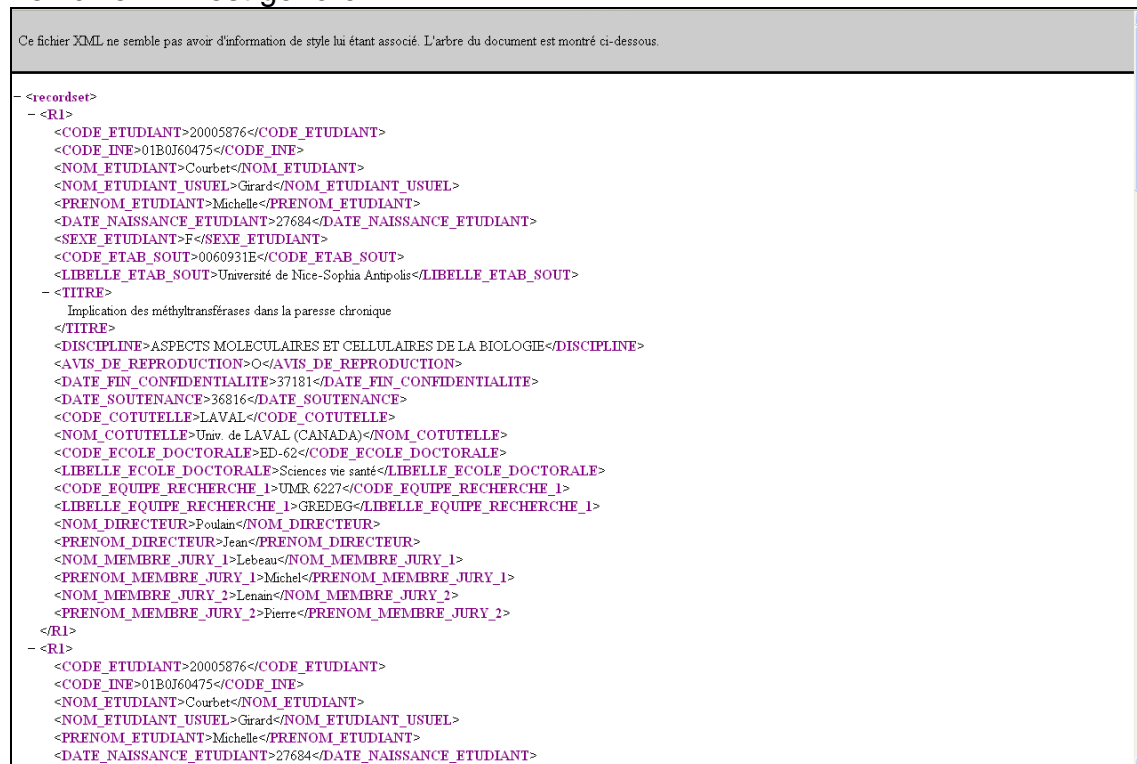 Ce fichier XML ne semble pas avoir d'information de style lui étant associé. L'arbre du document est montré ci-dessous.
− <recordset>
− <R1>
<CODE_ETUDIANT>20005876</CODE_ETUDIANT>
<CODE_INE>01B0J60475</CODE_INE>
<NOM_ETUDIANT>Courbet</NOM_ETUDIANT>
<NOM_ETUDIANT_USUEL>Girard</NOM_ETUDIANT_USUEL>
<PRENOM_ETUDIANT>Michelle</PRENOM_ETUDIANT>
<DATE_NAISSANCE_ETUDIANT>27684</DATE_NAISSANCE_ETUDIANT>
<SEXE_ETUDIANT>F</SEXE_ETUDIANT>
<CODE_ETAB_SOUT>0060931E</CODE_ETAB_SOUT>
<LIBELLE_ETAB_SOUT>Université de Nice-Sophia Antipolis</LIBELLE_ETAB_SOUT>
− <TITRE>
Implication des méthyltransférases dans la paresse chronique
</TITRE>
<DISCIPLINE>ASPECTS MOLECULAIRES ET CELLULAIRES DE LA BIOLOGIE</DISCIPLINE>
<AVIS_DE_REPRODUCTION>O</AVIS_DE_REPRODUCTION>
<DATE_FIN_CONFIDENTIALITE>37181</DATE_FIN_CONFIDENTIALITE>
<DATE_SOUTENANCE>36816</DATE_SOUTENANCE>
<CODE_COTUTELLE>LAVAL</CODE_COTUTELLE>
<NOM_COTUTELLE>Univ. de LAVAL (CANADA)</NOM_COTUTELLE>
<CODE_ECOLE_DOCTORALE>ED-62</CODE_ECOLE_DOCTORALE>
<LIBELLE_ECOLE_DOCTORALE>Sciences vie santé</LIBELLE_ECOLE_DOCTORALE>
<CODE_EQUIPE_RECHERCHE_1>UMR 6227</CODE_EQUIPE_RECHERCHE_1>
<LIBELLE_EQUIPE_RECHERCHE_1>GREDEG</LIBELLE_EQUIPE_RECHERCHE_1>
<NOM_DIRECTEUR>Poulain</NOM_DIRECTEUR>
<PRENOM_DIRECTEUR>Jean</PRENOM_DIRECTEUR>
<NOM_MEMBRE_JURY_1>Lebeau</NOM_MEMBRE_JURY_1>
<PRENOM_MEMBRE_JURY_1>Michel</PRENOM_MEMBRE_JURY_1>
<NOM_MEMBRE_JURY_2>Lenain</NOM_MEMBRE_JURY_2>
<PRENOM_MEMBRE_JURY_2>Pierre</PRENOM_MEMBRE_JURY_2>
</R1>
− <R1>
<CODE_ETUDIANT>20005876</CODE_ETUDIANT>
<CODE_INE>01B0J60475</CODE_INE>
<NOM_ETUDIANT>Courbet</NOM_ETUDIANT>
<NOM_ETUDIANT_USUEL>Girard</NOM_ETUDIANT_USUEL>
<PRENOM_ETUDIANT>Michelle</PRENOM_ETUDIANT>
<DATE_NAISSANCE_ETUDIANT>27684</DATE_NAISSANCE_ETUDIANT>